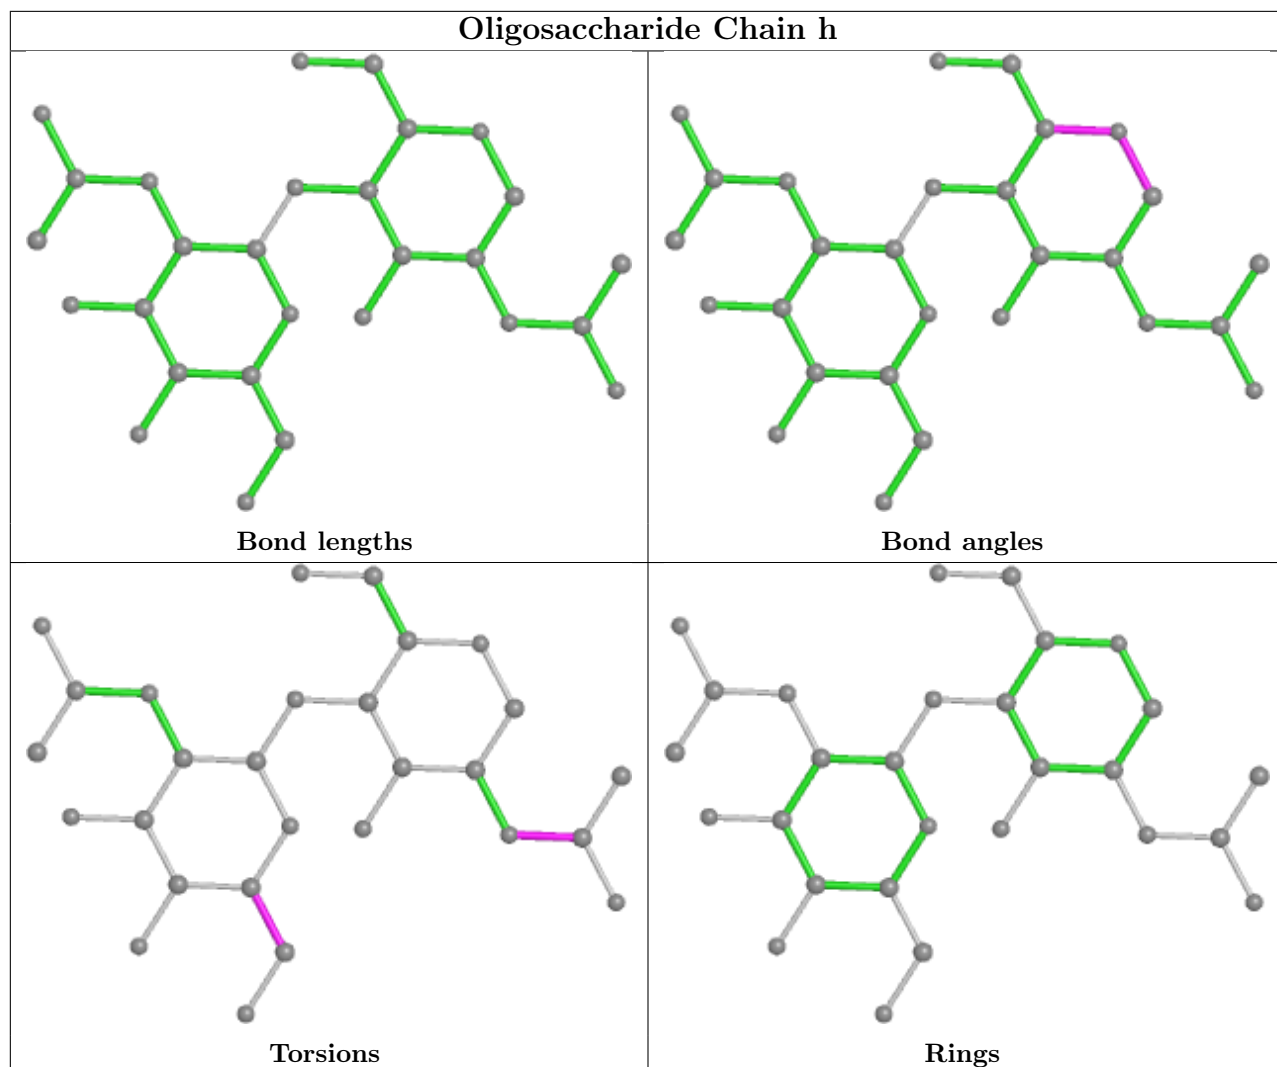 Oligosaccharide Chain h
Bond lengths
Bond angles
Torsions
Rings